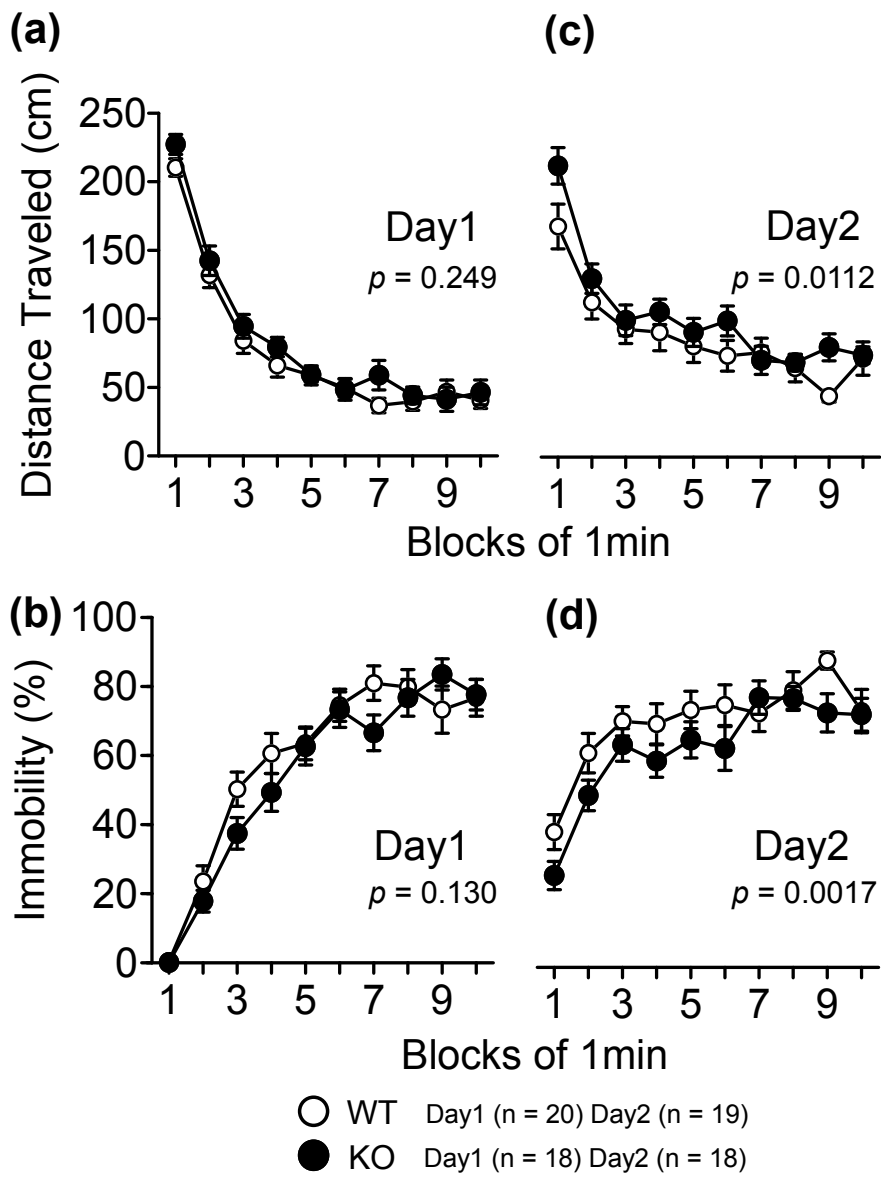 (a)
(c)
Distance Traveled (cm)
250
200
150
100
50
0
Day1
p = 0.249
Day2
p = 0.0112
1 3 5 7 9
1 3 5 7 9
Blocks of 1min
(b)
(d)
Immobility (%)
100
80
60
40
20
0
Day1
p = 0.130
Day2
p = 0.0017
1 3 5 7 9
1 3 5 7 9
Blocks of 1min
WT Day1 (n = 20) Day2 (n = 19)
KO Day1 (n = 18) Day2 (n = 18)